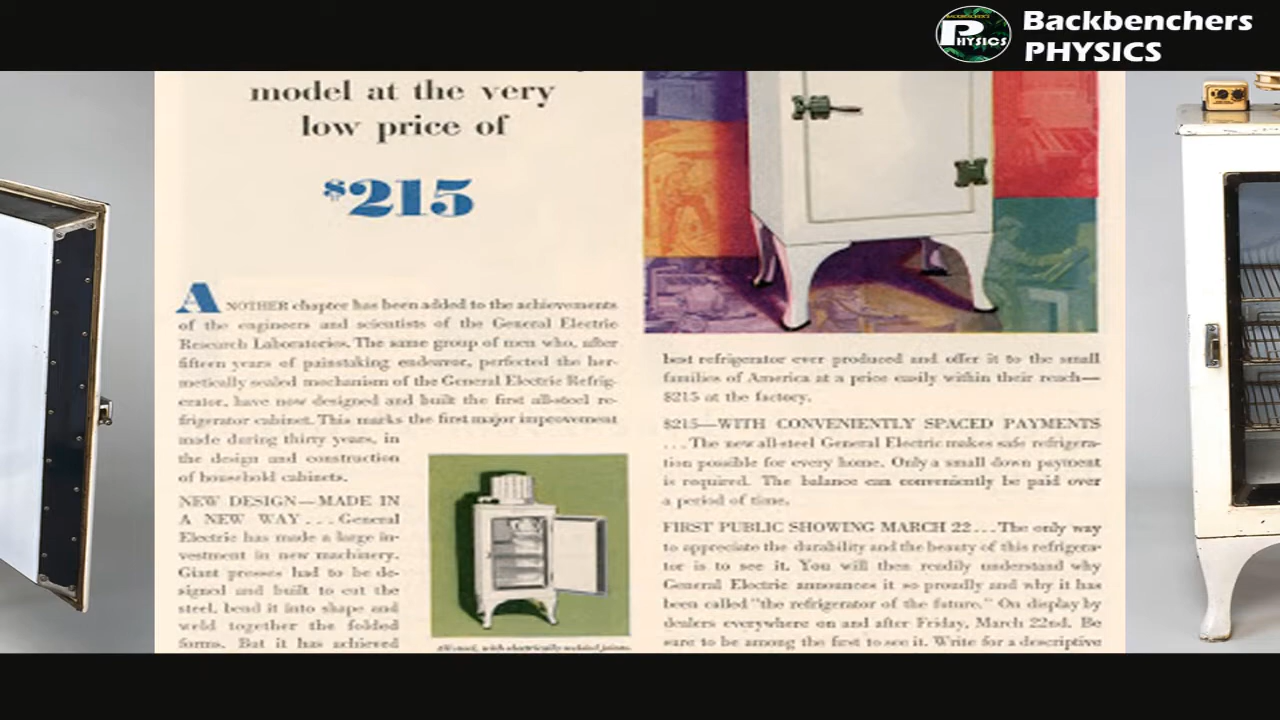 Backbenchers
PHYSICS
BACKBENCHER'S
PHYSICS
model at the very
low price of
$215
ANOTHER chapter has been added to the achievements
of the engineers and scientists of the General Electric
Research Laboratories. The same group of men who, after
fifteen years of painstaking endeavor, perfected the her-
metically sealed mechanism of the General Electric Refrig-
erator, have now designed and built the first all-steel re-
frigerator cabinet. This marks the first major improvement
made during thirty years, in
the design and construction
of household cabinets.
NEW DESIGN—MADE IN
A NEW WAY . . . General
Electric has made a large in-
vestment in new machinery.
Giant presses had to be de-
signed and built to cut the
steel, bend it into shape and
weld together the folded
forms. But it has achieved
All-steel, with electrically welded joints.
best refrigerator ever produced and offer it to the small
families of America at a price easily within their reach—
$215 at the factory.
$215—WITH CONVENIENTLY SPACED PAYMENTS
. . . The new all-steel General Electric makes safe refrigera-
tion possible for every home. Only a small down payment
is required. The balance can conveniently be paid over
a period of time.
FIRST PUBLIC SHOWING MARCH 22 . . . The only way
to appreciate the durability and the beauty of this refrigera-
tor is to see it. You will then readily understand why
General Electric announces it so proudly and why it has
been called "the refrigerator of the future." On display by
dealers everywhere on and after Friday, March 22nd. Be
sure to be among the first to see it. Write for a descriptive